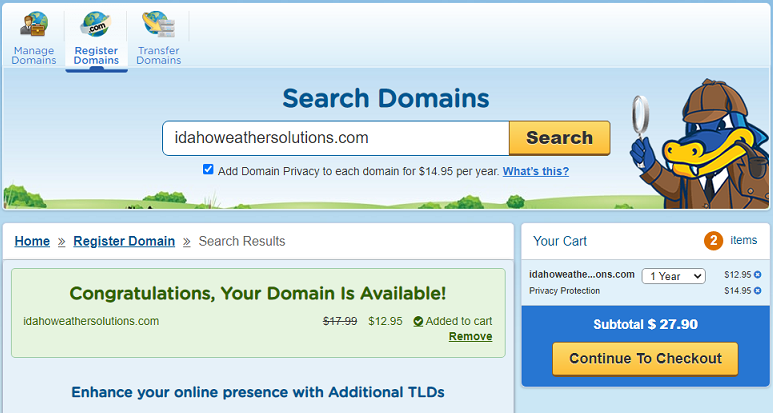 Manage
Domains
Register
Domains
Transfer
Domains
.com
Search Domains
idahoweathersolutions.com
Search
Add Domain Privacy to each domain for $14.95 per year. What's this?
Home » Register Domain » Search Results
Congratulations, Your Domain Is Available!
idahoweathersolutions.com $17.99 $12.95 Added to cart
Remove
Enhance your online presence with Additional TLDs
Your Cart 2 items
idahoweathe...ons.com 1 Year $12.95
Privacy Protection $14.95
Subtotal $ 27.90
Continue To Checkout